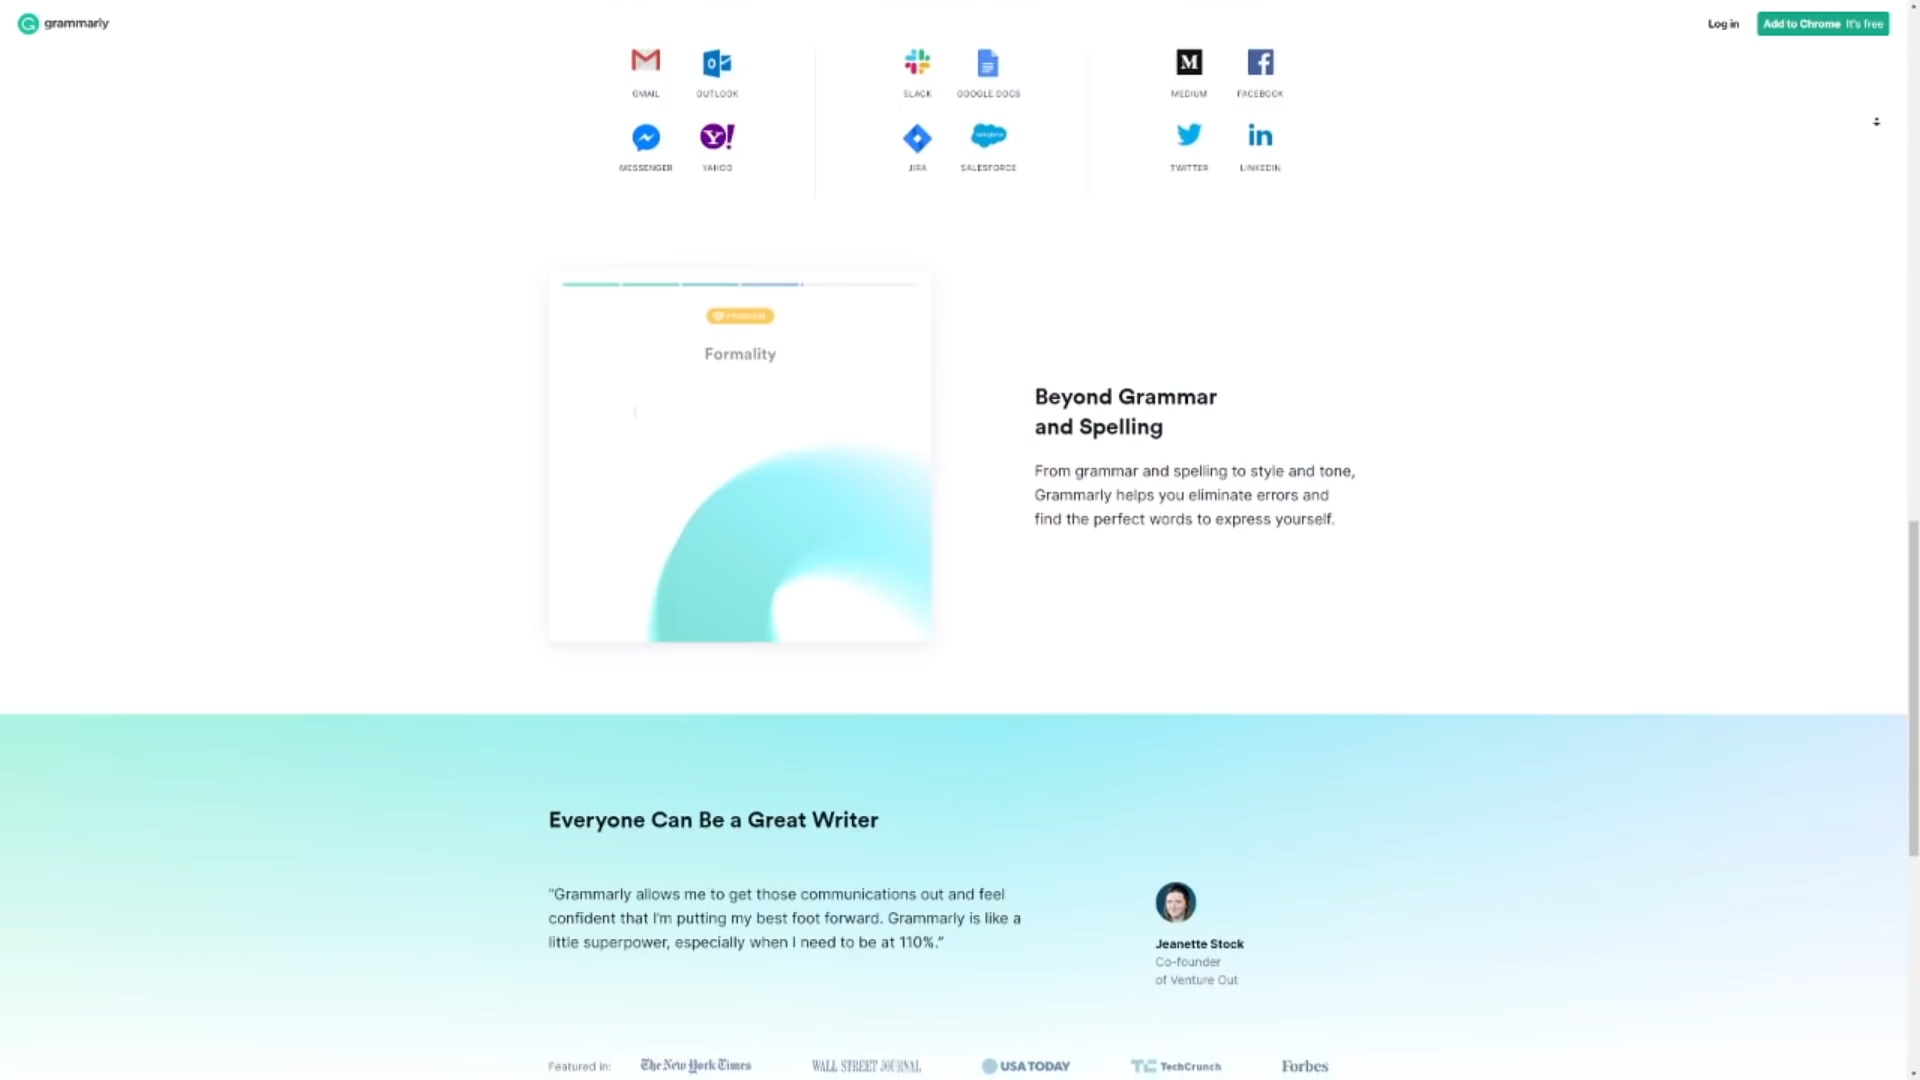 grammarly
Log in
Add to Chrome It's free
GMAIL
OUTLOOK
SLACK
GOOGLE DOCS
MEDIUM
FACEBOOK
MESSENGER
YAHOO
JIRA
SALESFORCE
TWITTER
LINKEDIN
PREMIUM
Formality
Beyond Grammar
and Spelling
From grammar and spelling to style and tone,
Grammarly helps you eliminate errors and
find the perfect words to express yourself.
Everyone Can Be a Great Writer
"Grammarly allows me to get those communications out and feel
confident that I'm putting my best foot forward. Grammarly is like a
little superpower, especially when I need to be at 110%."
Jeanette Stock
Co-founder
of Venture Out
Featured in:
The New York Times
WALL STREET JOURNAL
USA TODAY
TC TechCrunch
Forbes